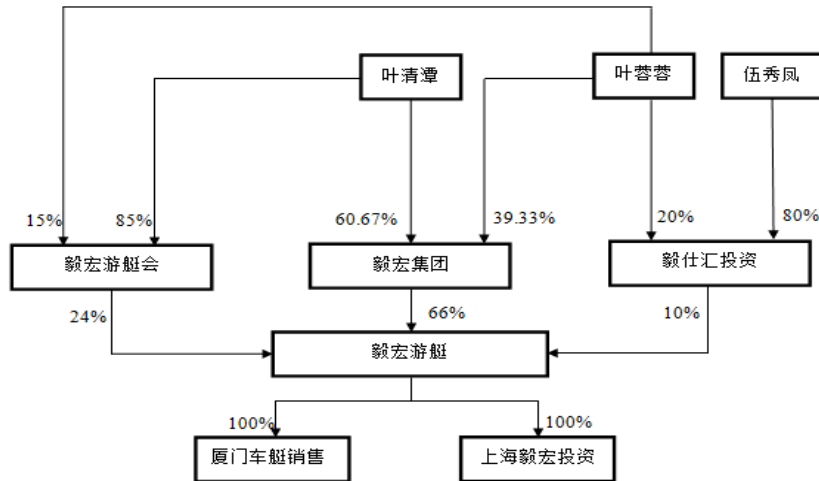 叶清潭
叶蓉蓉
伍秀凤
15%
85%
60.67%
39.33%
20%
80%
毅宏游艇会
毅宏集团
毅仕汇投资
24%
66%
10%
毅宏游艇
100%
100%
厦门车艇销售
上海毅宏投资